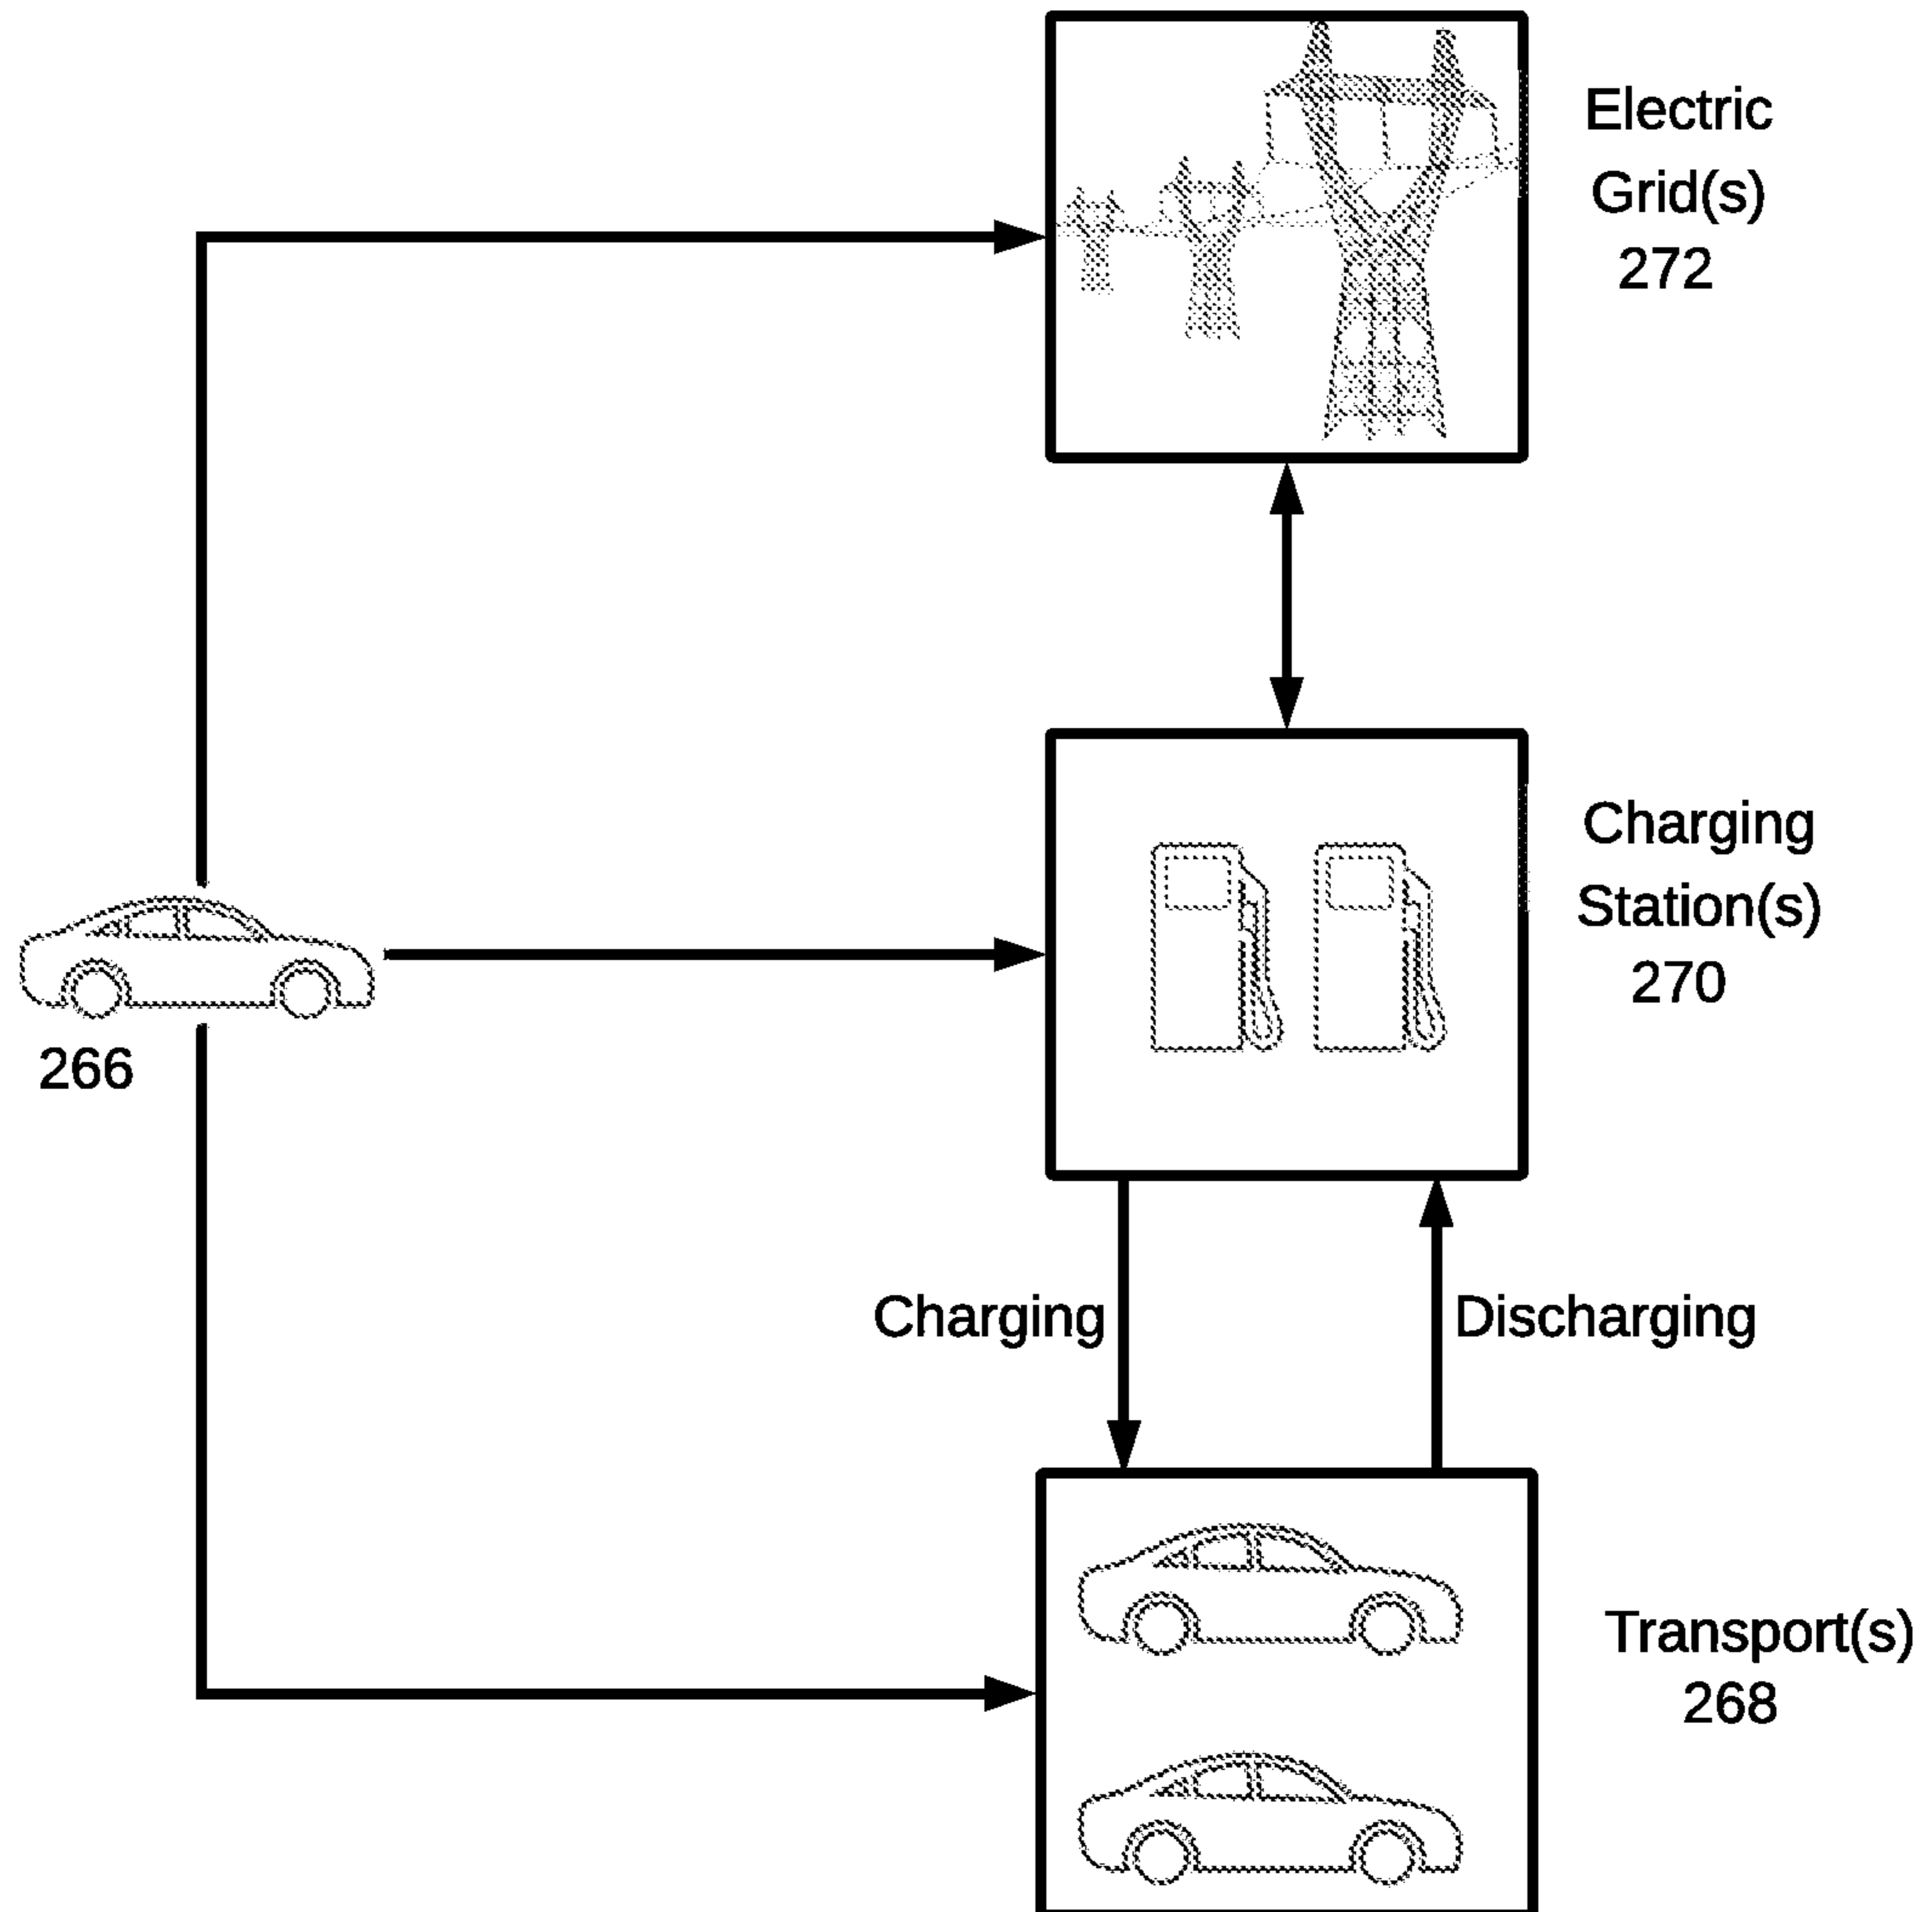 Electric
Grid(s)
272
Charging
Station(s)
270
266
Charging
Discharging
Transport(s)
268